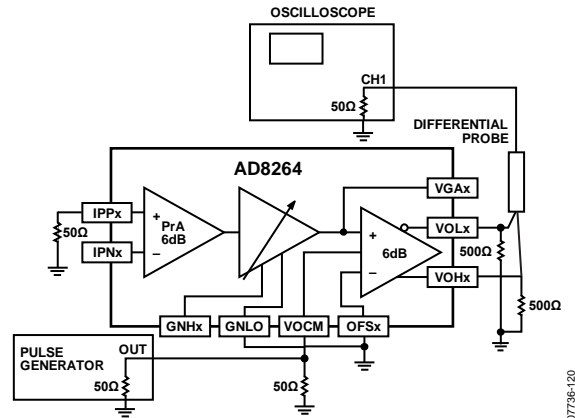 OSCILLOSCOPE
CH1
50Ω
DIFFERENTIAL
PROBE
AD8264
VGAx
IPPx
+
PrA
6dB
+
6dB
VOLx
50Ω
IPNx
–
–
500Ω
VOHx
500Ω
GNHx GNLO VOCM OFSx
PULSE
GENERATOR
OUT
50Ω
50Ω
07736-120